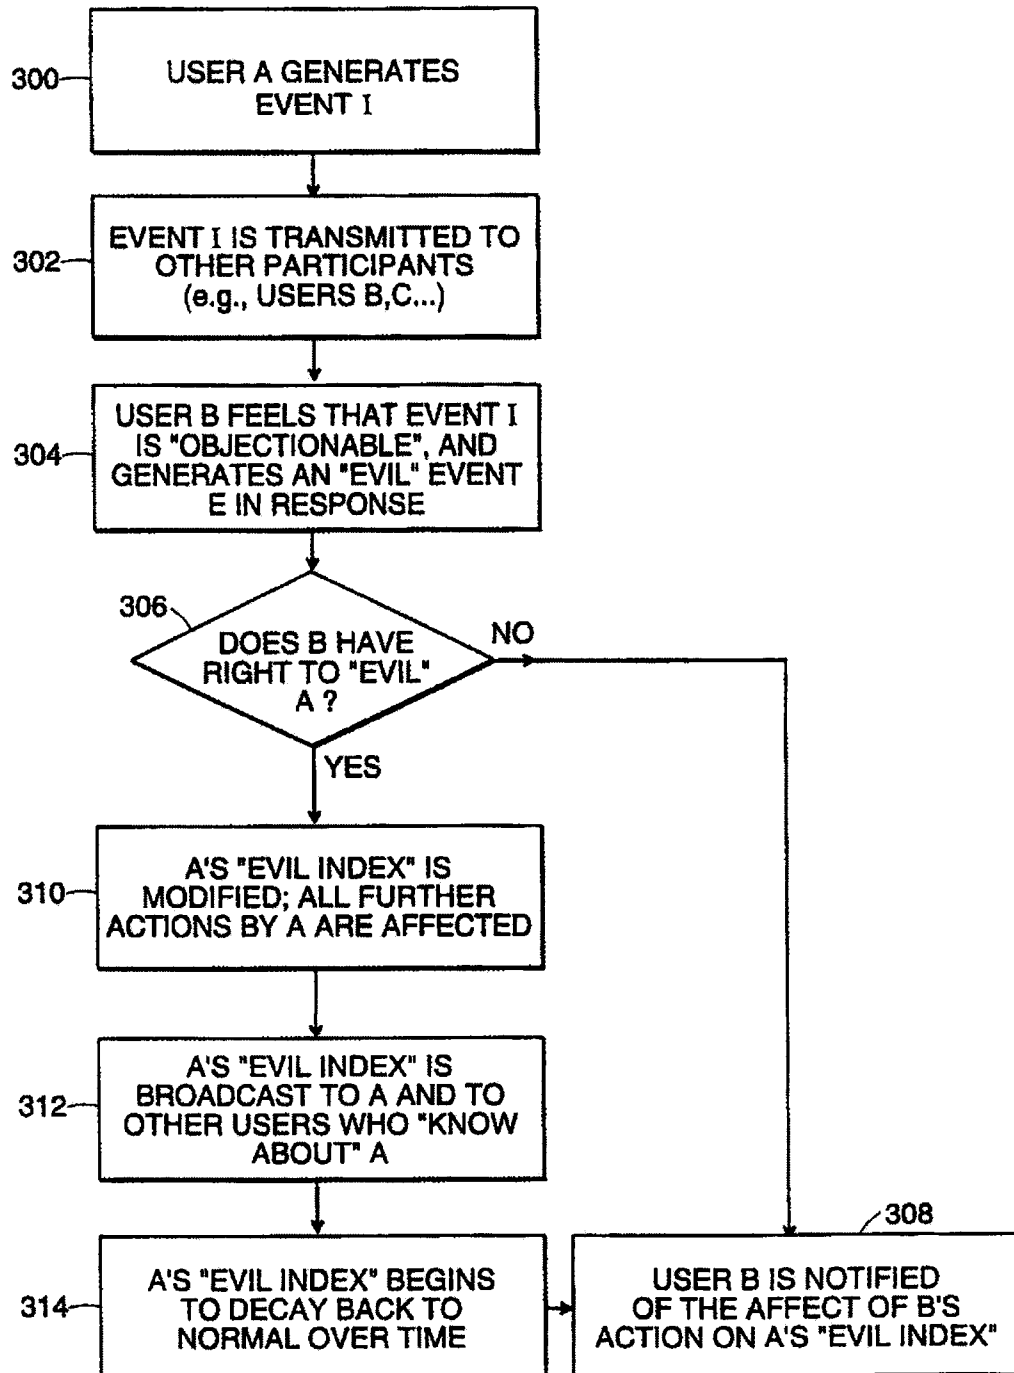 300
USER A GENERATES
EVENT I
302
EVENT I IS TRANSMITTED TO
OTHER PARTICIPANTS
(e.g., USERS B,C...)
304
USER B FEELS THAT EVENT I
IS "OBJECTIONABLE", AND
GENERATES AN "EVIL" EVENT
E IN RESPONSE
306
DOES B HAVE
RIGHT TO "EVIL"
A ?
NO
YES
310
A'S "EVIL INDEX" IS
MODIFIED; ALL FURTHER
ACTIONS BY A ARE AFFECTED
312
A'S "EVIL INDEX" IS
BROADCAST TO A AND TO
OTHER USERS WHO "KNOW
ABOUT" A
314
A'S "EVIL INDEX" BEGINS
TO DECAY BACK TO
NORMAL OVER TIME
308
USER B IS NOTIFIED
OF THE AFFECT OF B'S
ACTION ON A'S "EVIL INDEX"